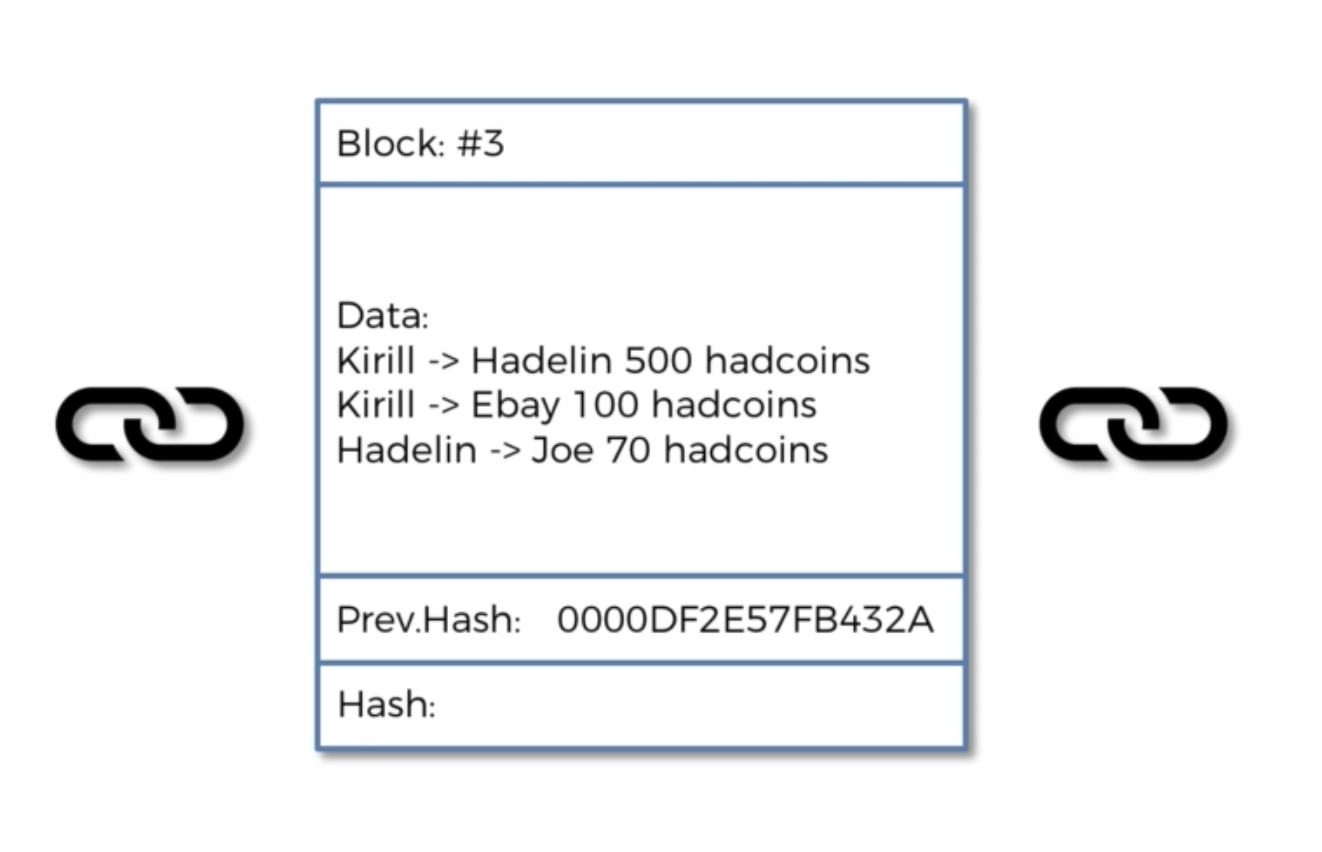 Block: #3
Data:
Kirill -> Hadelin 500 hadcoins
Kirill -> Ebay 100 hadcoins
Hadelin -> Joe 70 hadcoins
Prev.Hash: 0000DF2E57FB432A
Hash: